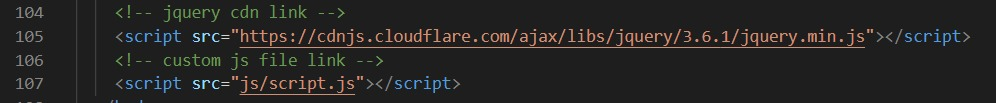 104 <!-- jquery cdn link -->
105 <script src="https://cdnjs.cloudflare.com/ajax/libs/jquery/3.6.1/jquery.min.js"></script>
106 <!-- custom js file link -->
107 <script src="js/script.js"></script>